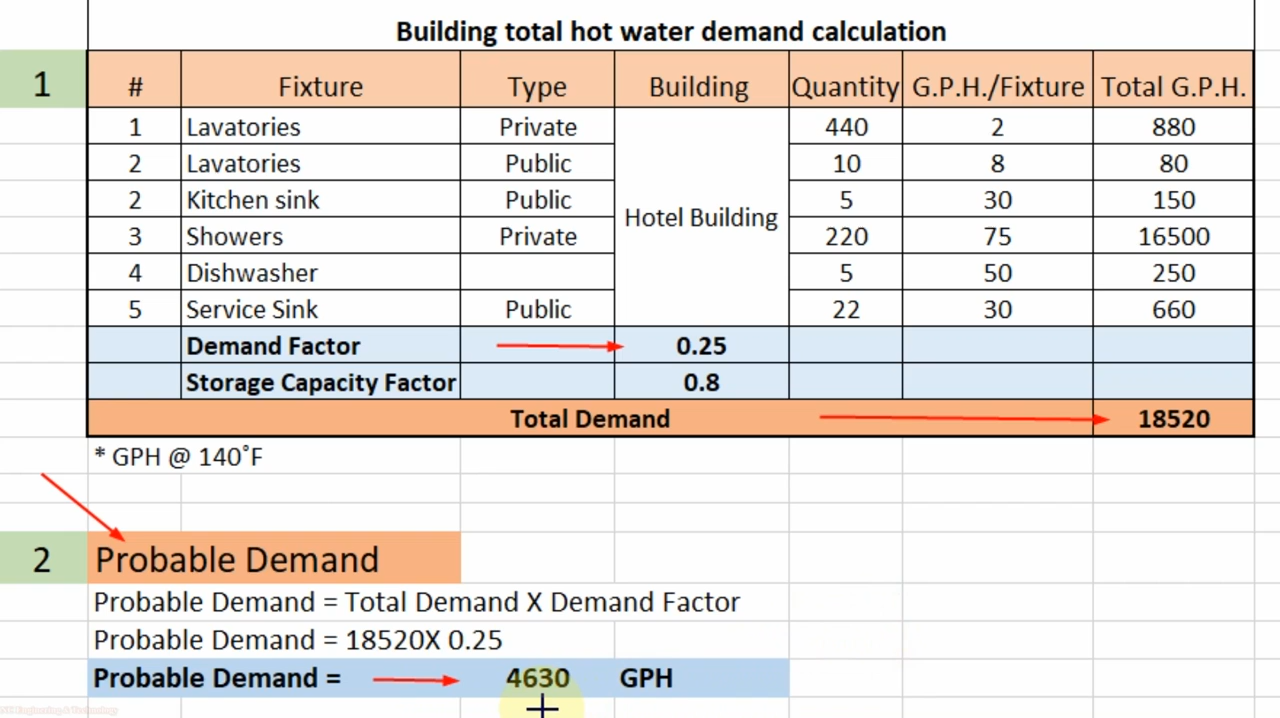 Building total hot water demand calculation
1 # Fixture Type Building Quantity G.P.H./Fixture Total G.P.H.
1 Lavatories Private 440 2 880
2 Lavatories Public 10 8 80
2 Kitchen sink Public 5 30 150
Hotel Building
3 Showers Private 220 75 16500
4 Dishwasher 5 50 250
5 Service Sink Public 22 30 660
Demand Factor 0.25
Storage Capacity Factor 0.8
Total Demand 18520
* GPH @ 140°F
2 Probable Demand
Probable Demand = Total Demand X Demand Factor
Probable Demand = 18520X 0.25
Probable Demand = 4630 GPH